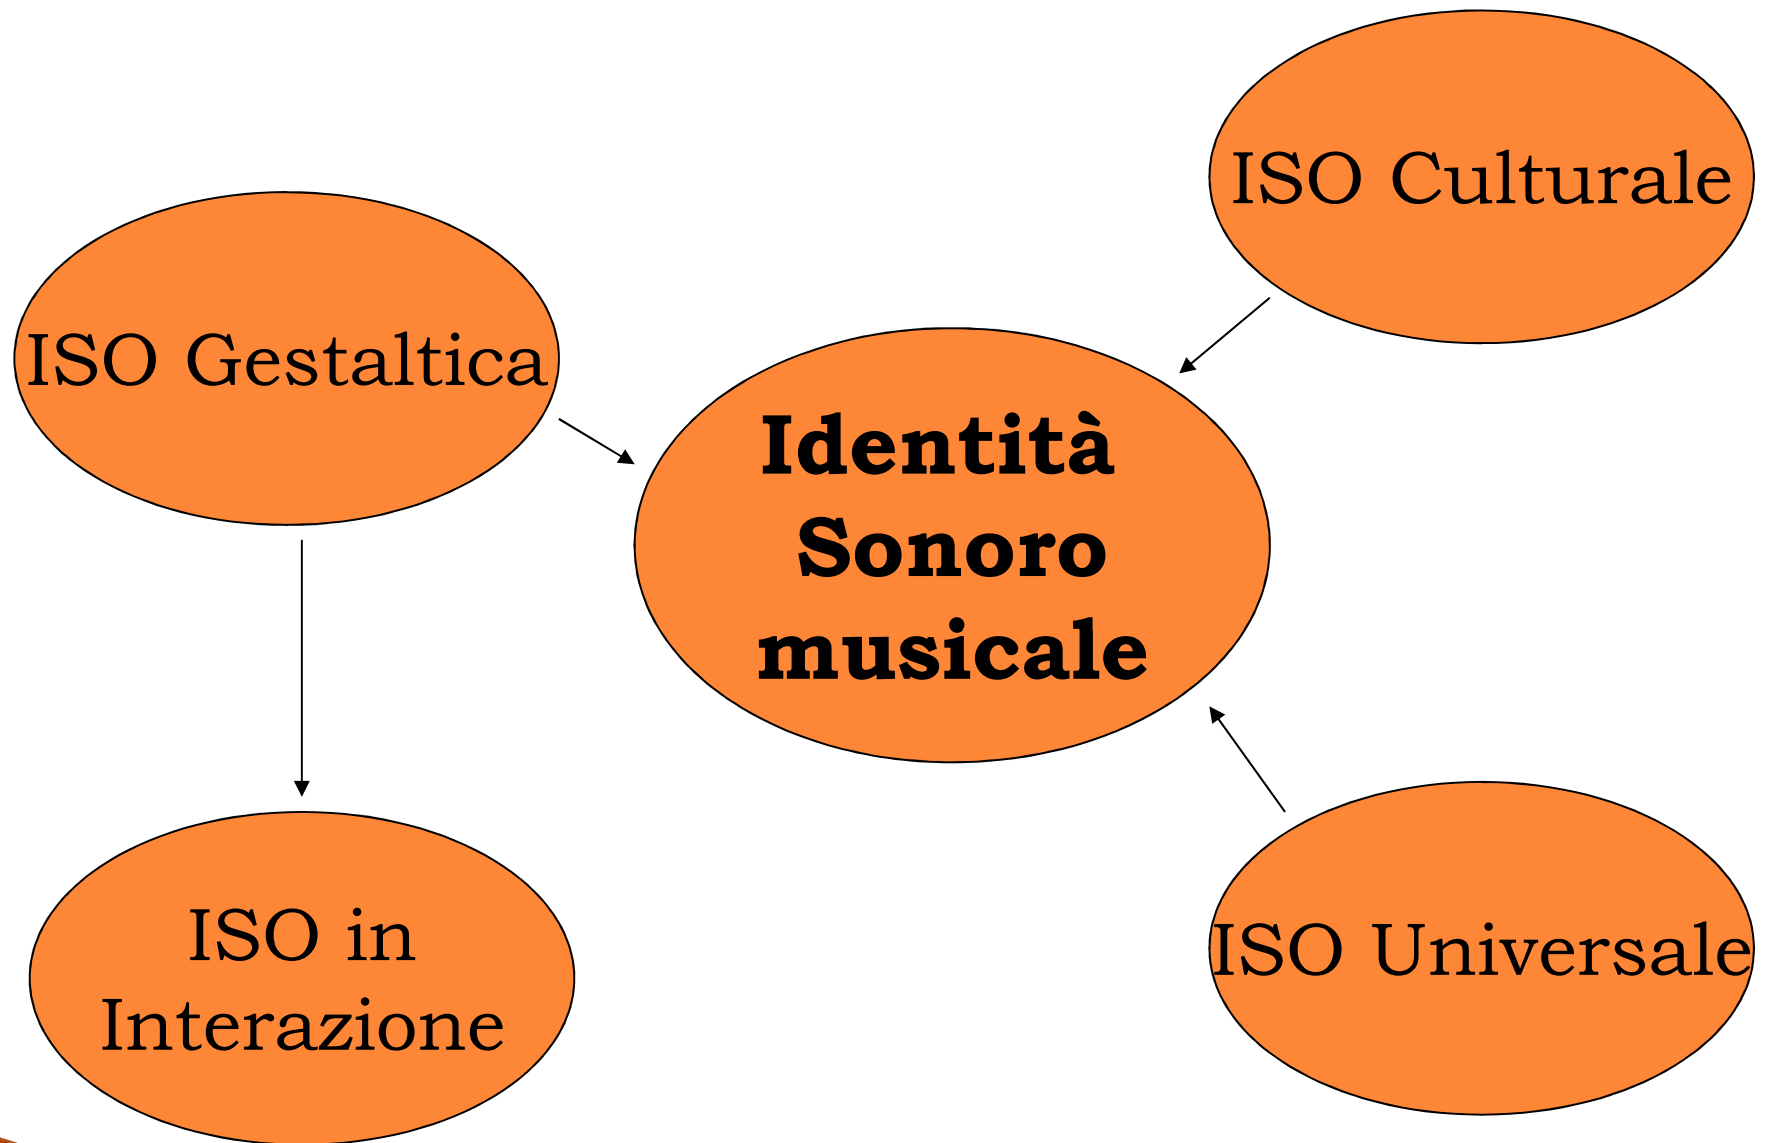 ISO Culturale
ISO Gestaltica
Identità
Sonoro
musicale
ISO in
Interazione
ISO Universale